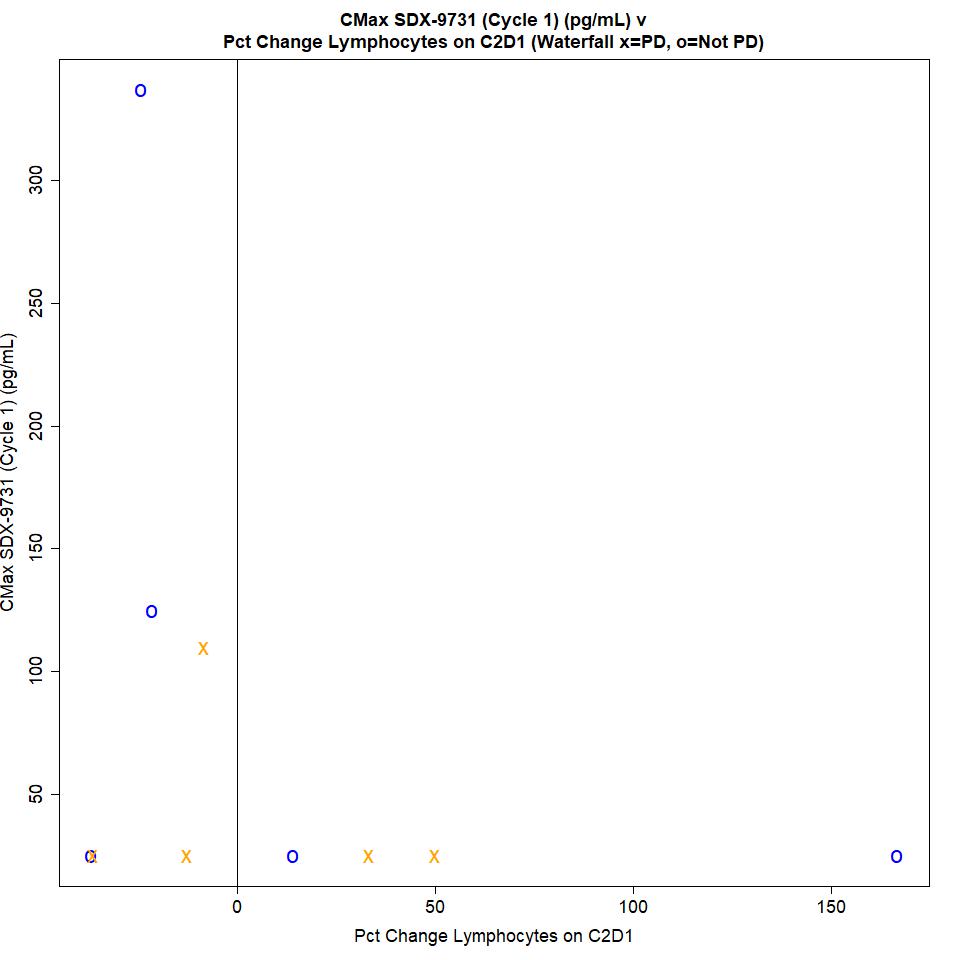 CMax SDX-9731 (Cycle 1) (pg/mL) v
Pct Change Lymphocytes on C2D1 (Waterfall x=PD, o=Not PD)
CMax SDX-9731 (Cycle 1) (pg/mL)
300
250
200
150
100
50
o
o
x
o
x
x
o
x
x
o
0
50
100
150
Pct Change Lymphocytes on C2D1